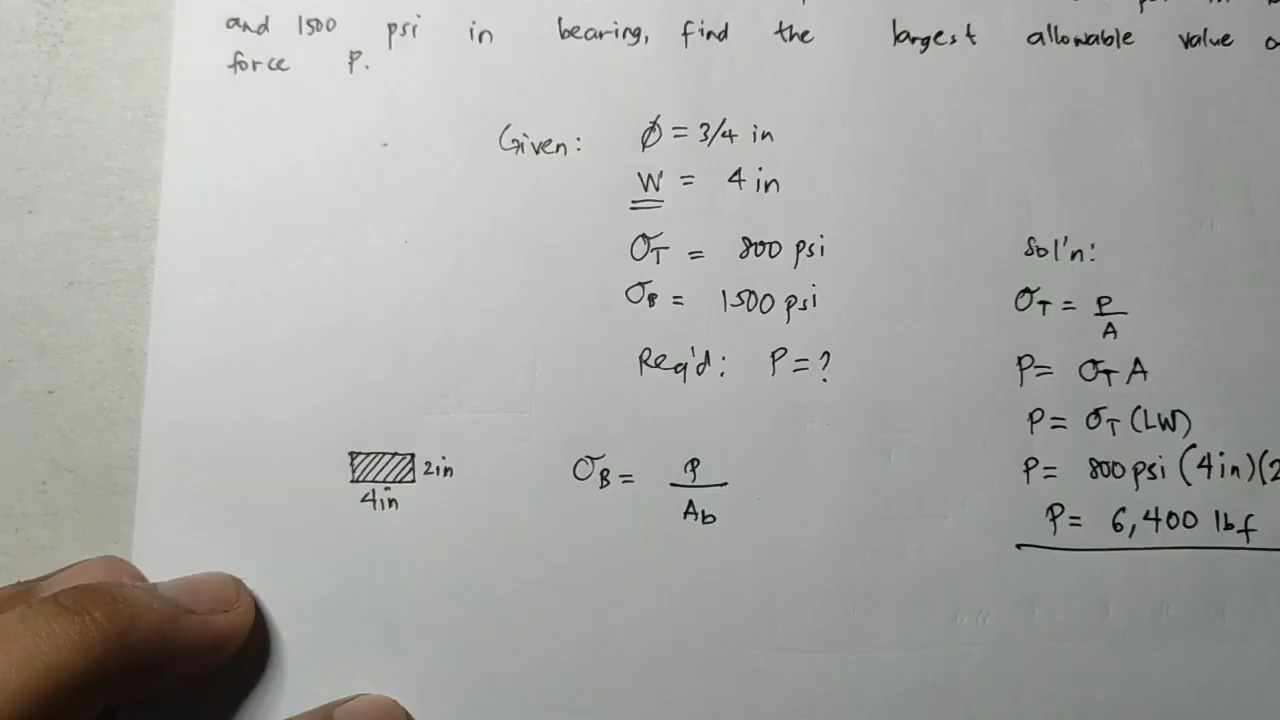 and 1500 psi in bearing, find the largest allowable value
force P.
Given: Ø = 3/4 in
W = 4 in
σT = 800 psi
σB = 1500 psi
Req'd: P = ?
2in
4in
σB = P / Ab
Sol'n:
σT = P / A
P = σT A
P = σT (LW)
P = 800 psi (4in)(2
P = 6,400 lbf